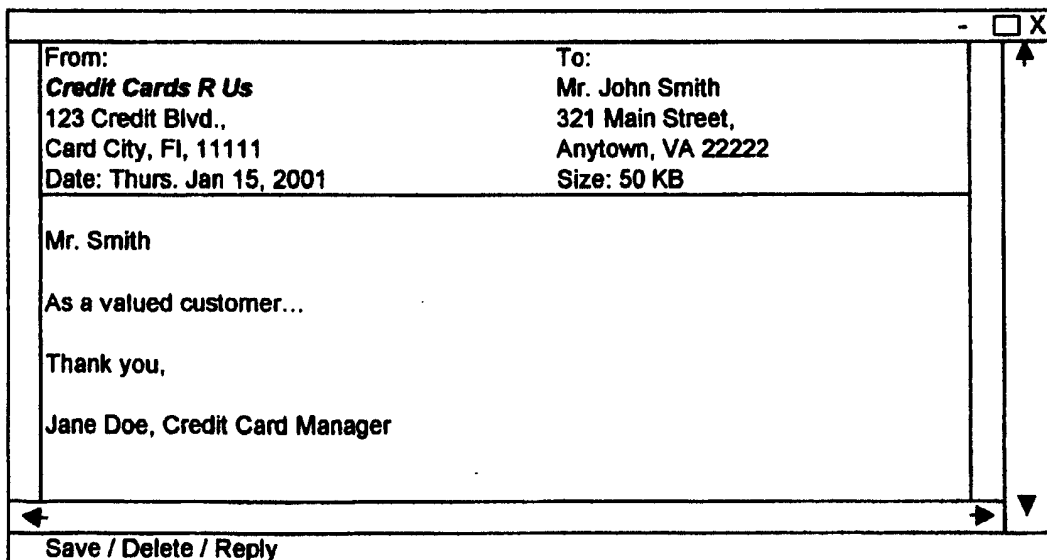 - □ X
From:
Credit Cards R Us
123 Credit Blvd.,
Card City, Fl, 11111
Date: Thurs. Jan 15, 2001
To:
Mr. John Smith
321 Main Street,
Anytown, VA 22222
Size: 50 KB
Mr. Smith
As a valued customer...
Thank you,
Jane Doe, Credit Card Manager
Save / Delete / Reply